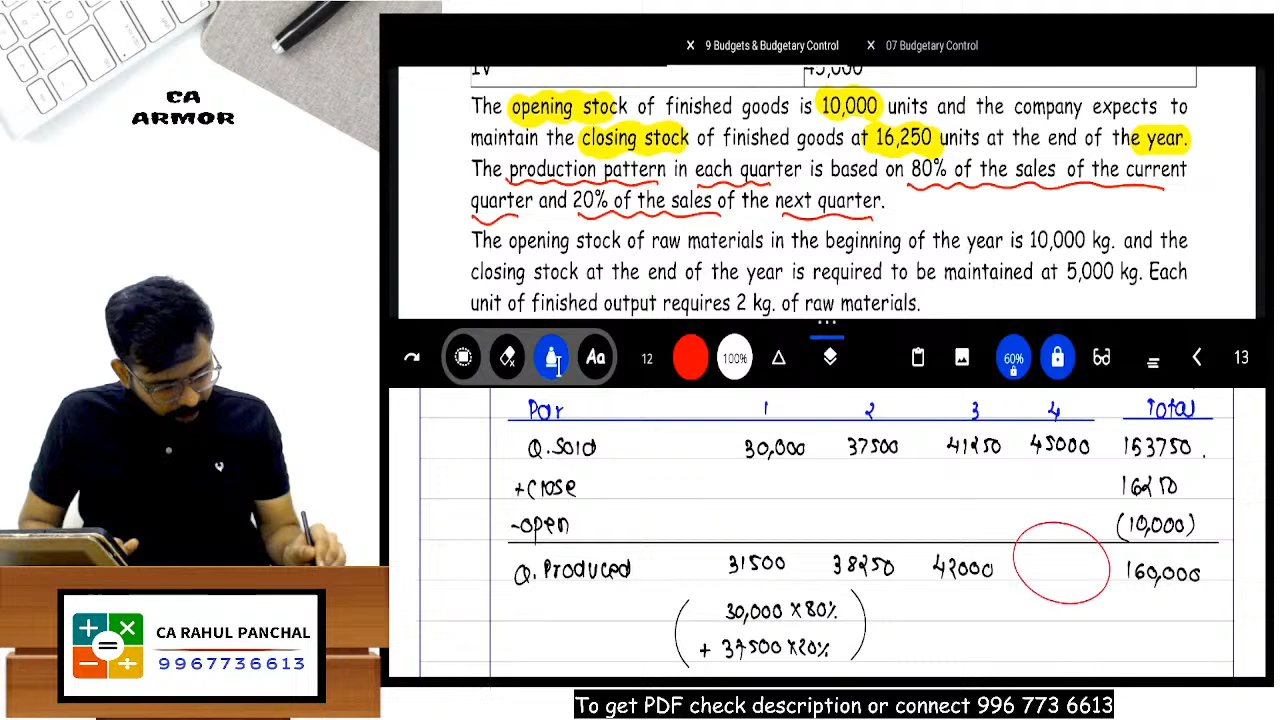 CA
ARMOR
9 Budgets & Budgetary Control
07 Budgetary Control
IV
45,000
The opening stock of finished goods is 10,000 units and the company expects to
maintain the closing stock of finished goods at 16,250 units at the end of the year.
The production pattern in each quarter is based on 80% of the sales of the current
quarter and 20% of the sales of the next quarter.
The opening stock of raw materials in the beginning of the year is 10,000 kg. and the
closing stock at the end of the year is required to be maintained at 5,000 kg. Each
unit of finished output requires 2 kg. of raw materials.
Aa 12 100% 60% 13
Par 1 2 3 4 Total
Q.Sold 30,000 37500 41250 45000 153750
+Close 16250
-open (10,000)
Q. Produced 31500 38250 42000 160,000
(30,000 × 80%
+ 37500 × 20%)
CA RAHUL PANCHAL
9967736613
To get PDF check description or connect 996 773 6613